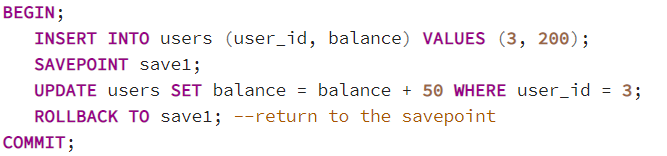 BEGIN;
INSERT INTO users (user_id, balance) VALUES (3, 200);
SAVEPOINT save1;
UPDATE users SET balance = balance + 50 WHERE user_id = 3;
ROLLBACK TO save1; --return to the savepoint
COMMIT;